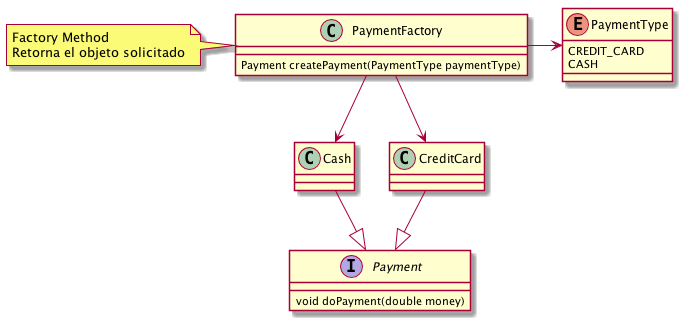 Factory Method
Retorna el objeto solicitado
C PaymentFactory
Payment createPayment(PaymentType paymentType)
E PaymentType
CREDIT_CARD
CASH
C Cash
C CreditCard
I Payment
void doPayment(double money)